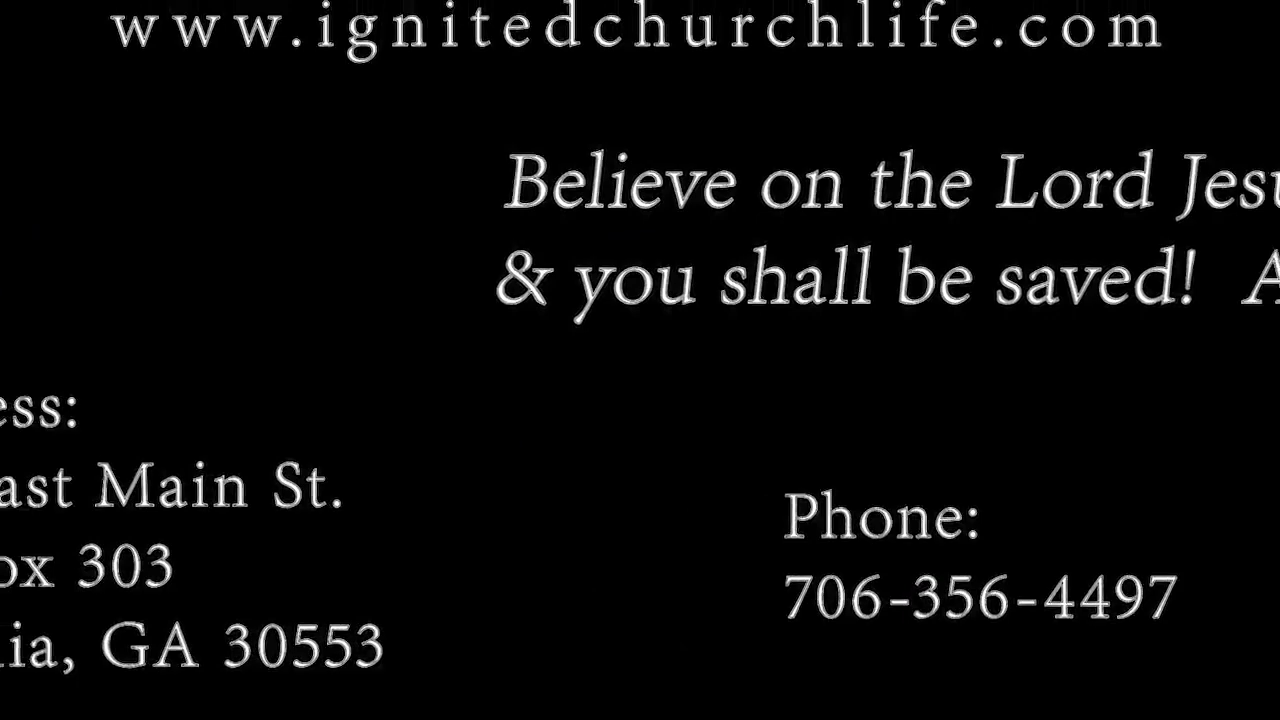 www.ignitedchurchlife.com
Believe on the Lord Jesu
& you shall be saved! A
ess:
ast Main St.
ox 303
lia, GA 30553
Phone:
706-356-4497